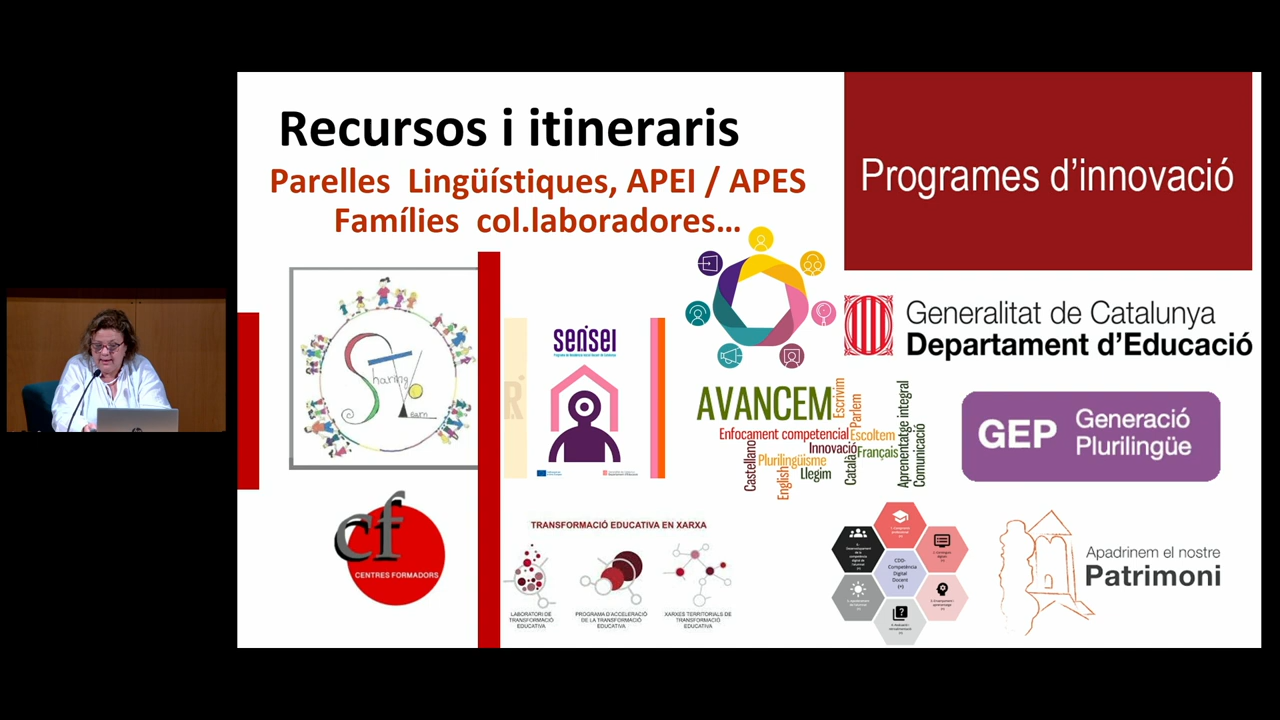 Recursos i itineraris
Parelles Lingüístiques, APEI / APES
Famílies col.laboradores...
Programes d'innovació
Generalitat de Catalunya
Departament d'Educació
Sharing To Learn
sensei
AVANCEM
Escrivim
Parlem
Enfocament competencial
Escoltem
Innovació
Français
Castellano
Plurilingüisme
Català
English
Llegim
Aprenentatge integral
Comunicació
GEP
Generació
Plurilingüe
cf
CENTRES FORMADORS
TRANSFORMACIÓ EDUCATIVA EN XARXA
LABORATORI DE
TRANSFORMACIÓ
EDUCATIVA
PROGRAMA D'ACCELERACIÓ
DE LA TRANSFORMACIÓ
EDUCATIVA
XARXES TERRITORIALS DE
TRANSFORMACIÓ
EDUCATIVA
CDD-
Competència
Digital
Docent
Apadrinem el nostre
Patrimoni